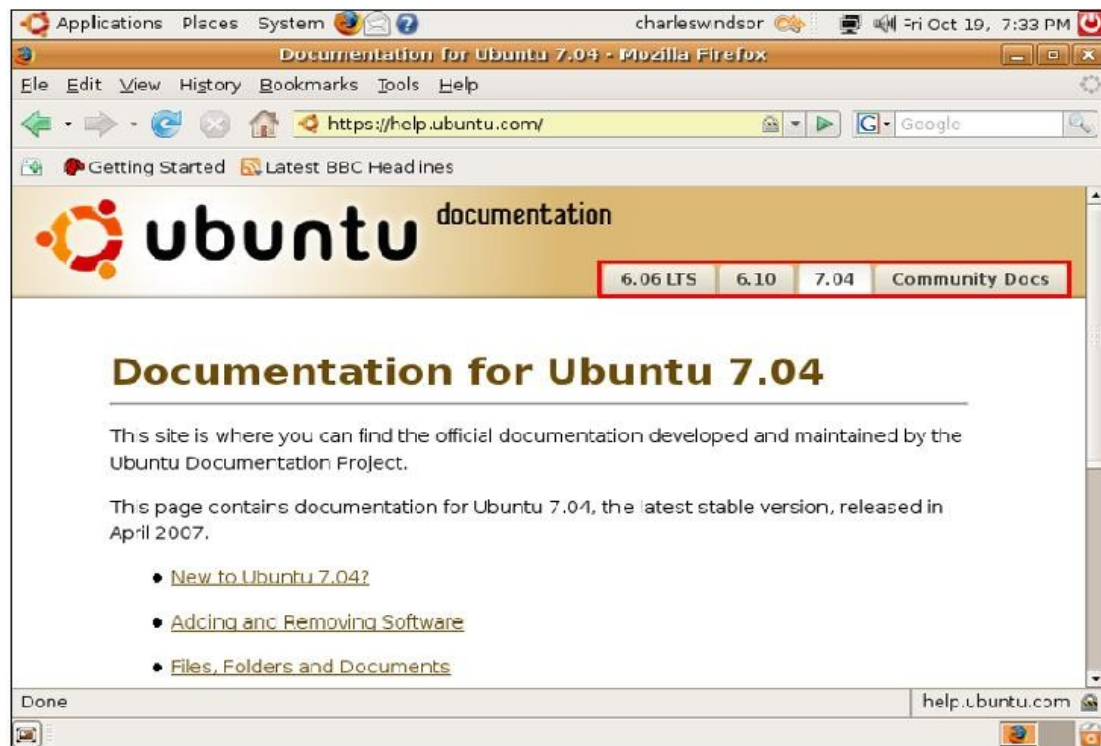 Applications Places System charleswindsor Fri Oct 19, 7:33 PM
Documentation for Ubuntu 7.04 - Mozilla Firefox
File Edit View History Bookmarks Tools Help
https://help.ubuntu.com/ G Google
Getting Started Latest BBC Headlines
ubuntu documentation
6.06 LTS 6.10 7.04 Community Docs
Documentation for Ubuntu 7.04
This site is where you can find the official documentation developed and maintained by the
Ubuntu Documentation Project.
This page contains documentation for Ubuntu 7.04, the latest stable version, released in
April 2007.
• New to Ubuntu 7.04?
• Adding and Removing Software
• Files, Folders and Documents
Done help.ubuntu.com